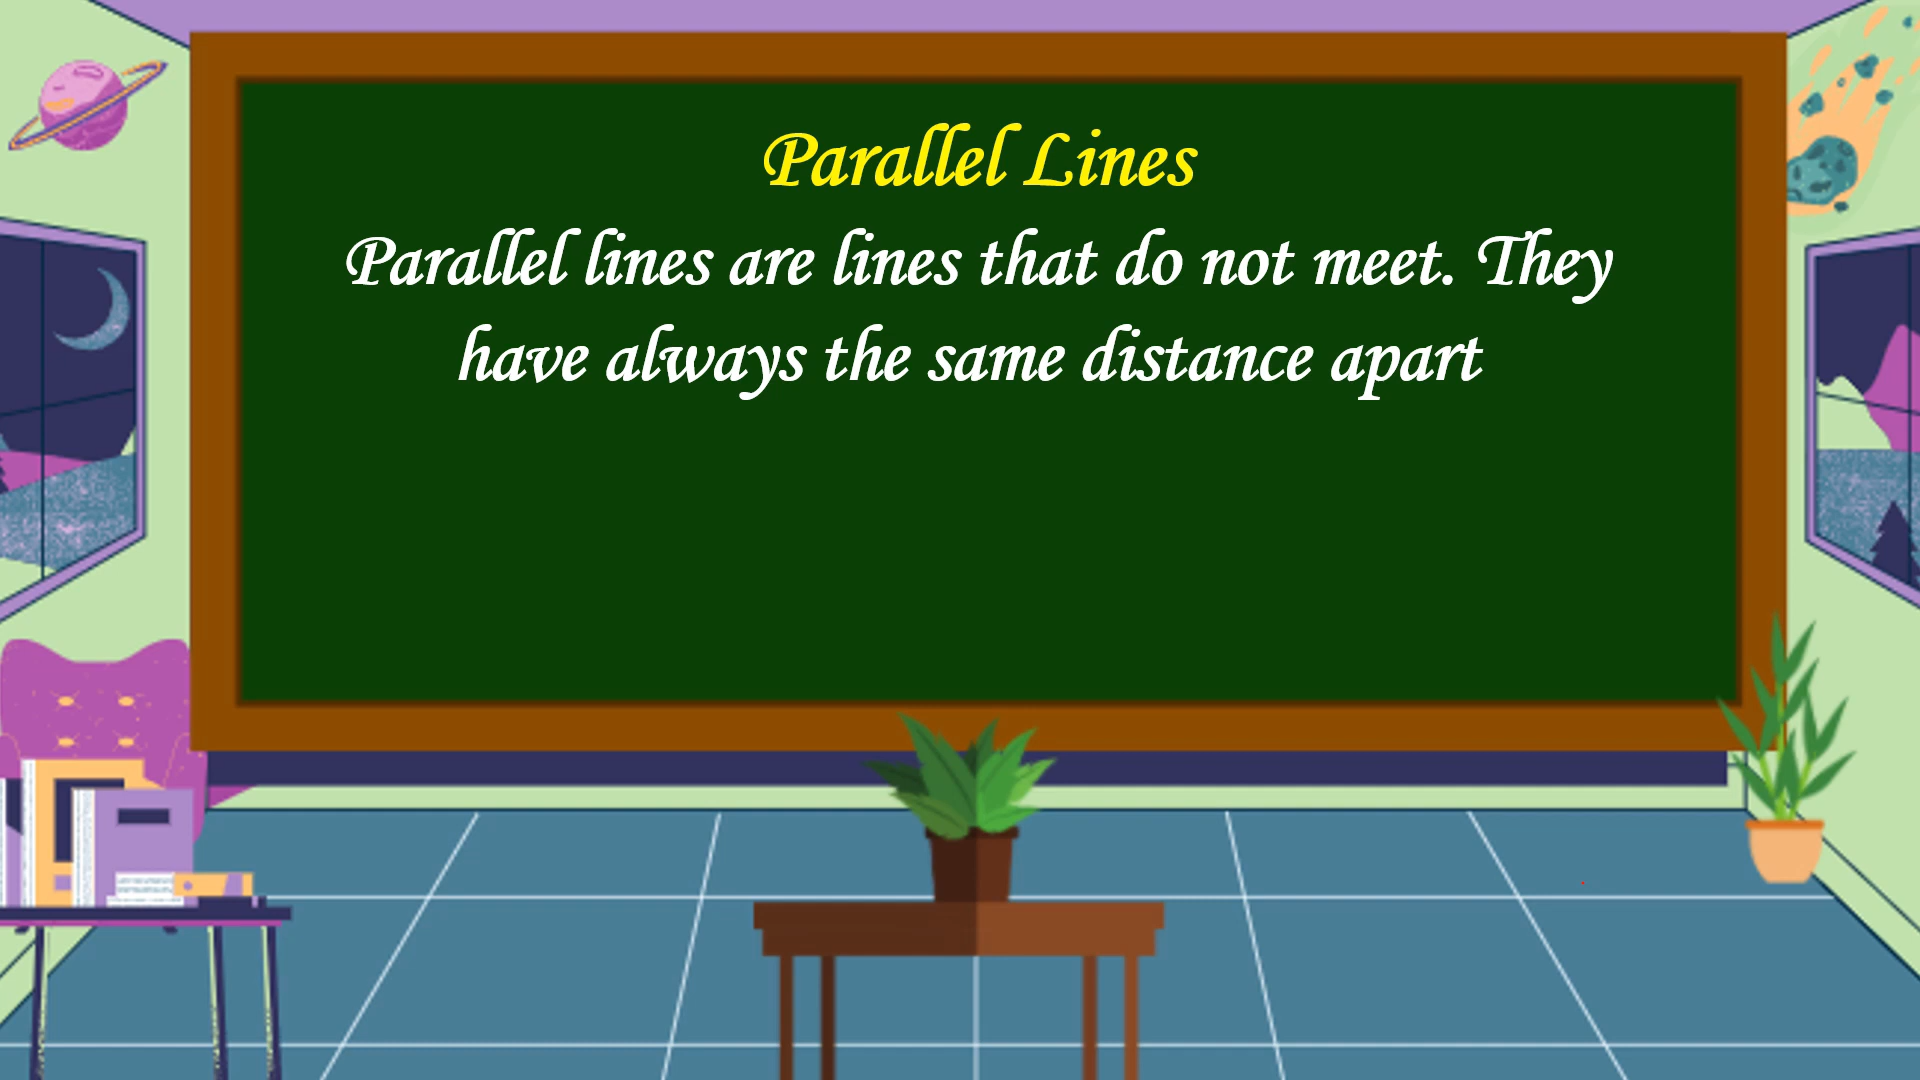 Parallel Lines
Parallel lines are lines that do not meet. They
have always the same distance apart